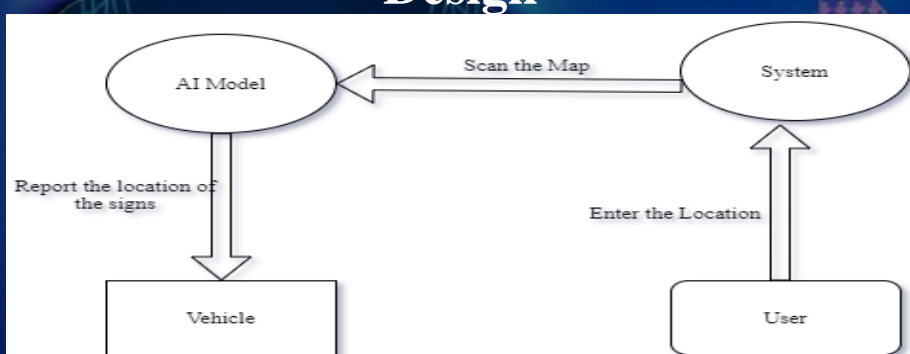 Design
Scan the Map
AI Model
System
Report the location of
the signs
Enter the Location
Vehicle
User